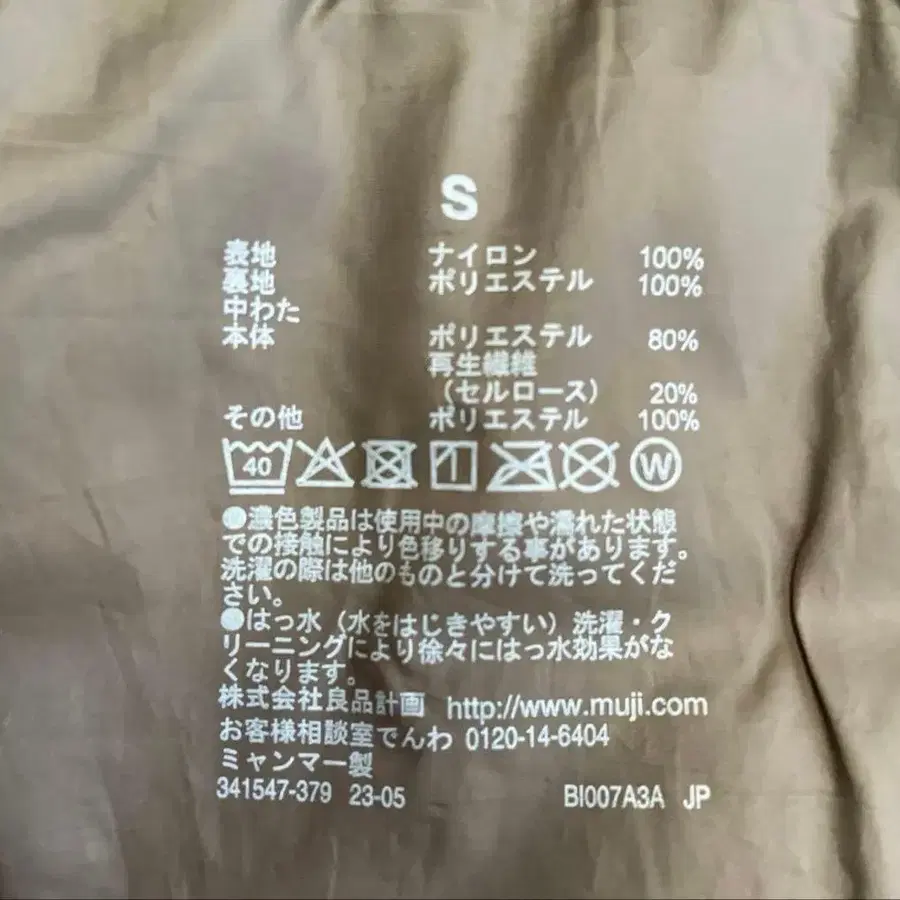 S
表地 ナイロン 100%
裏地 ポリエステル 100%
中わた
本体 ポリエステル 80%
再生繊維
(セルロース) 20%
その他 ポリエステル 100%
40 W
●濃色製品は使用中の摩擦や濡れた状態
での接触により色移りする事があります。
洗濯の際は他のものと分けて洗ってくだ
さい。
●はっ水(水をはじきやすい)洗濯・ク
リーニングにより徐々にはっ水効果がな
くなります。
株式会社良品計画 http://www.muji.com
お客様相談室でんわ 0120-14-6404
ミャンマー製
341547-379 23-05 BI007A3A JP